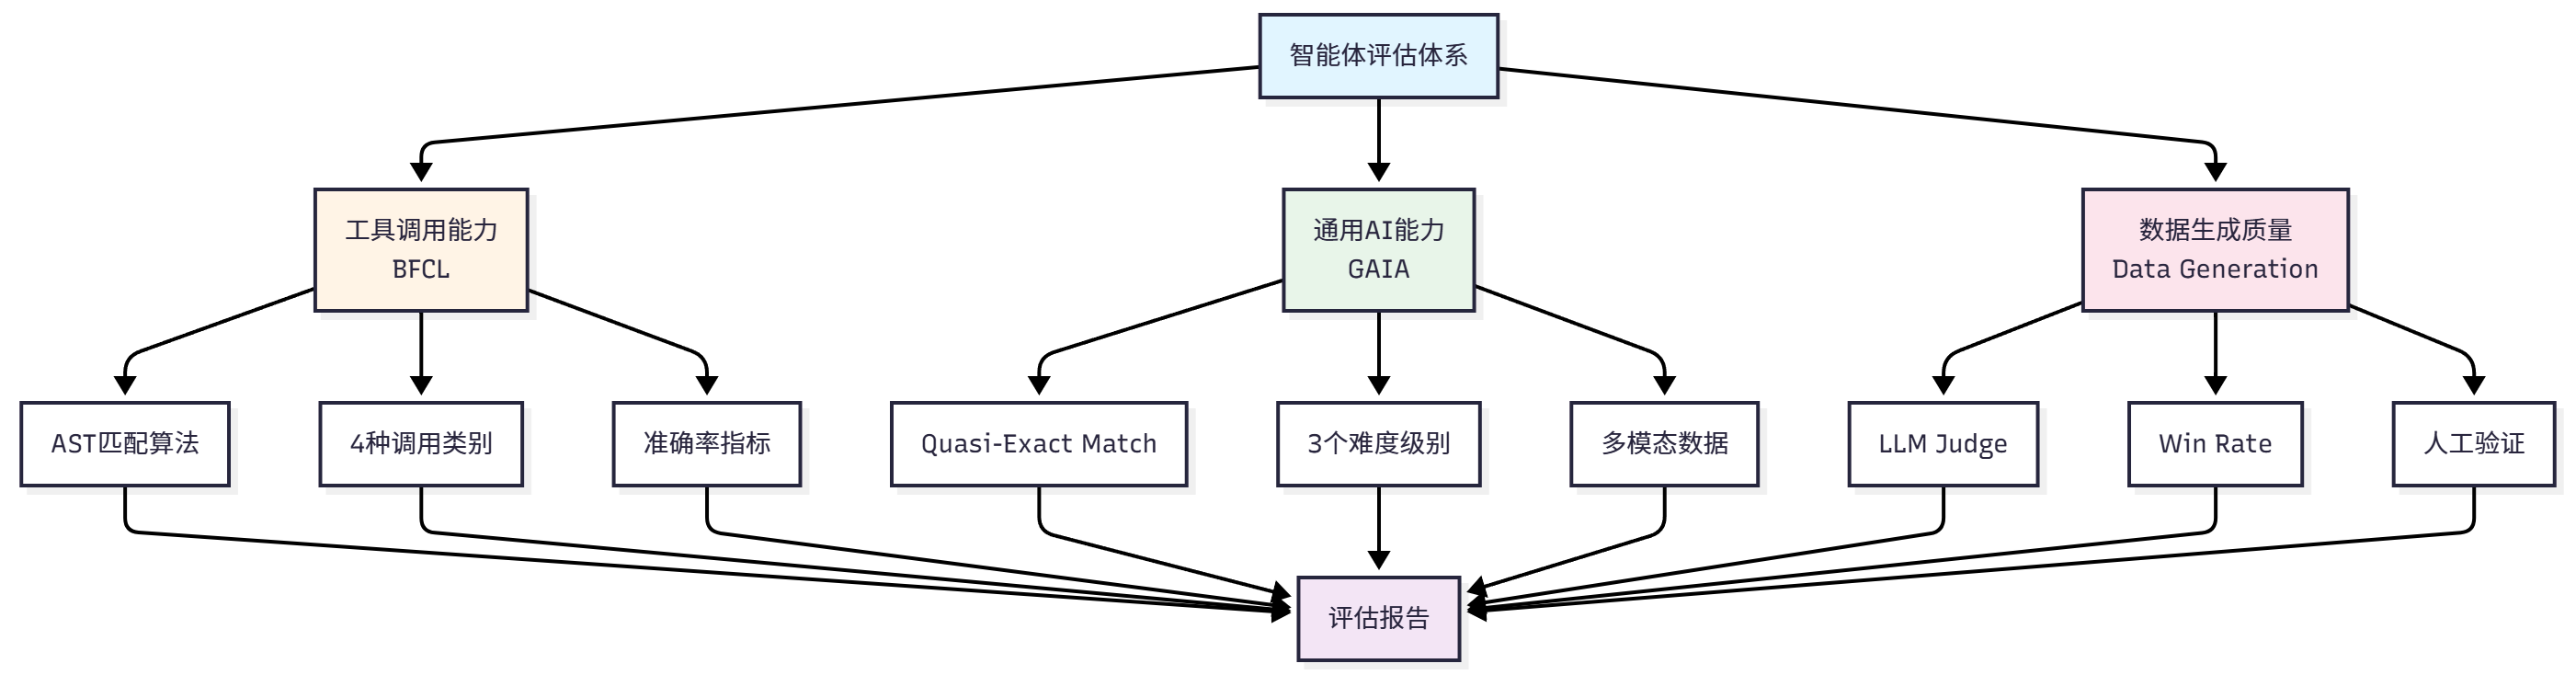 智能体评估体系
工具调用能力
BFCL
通用AI能力
GAIA
数据生成质量
Data Generation
AST匹配算法
4种调用类别
准确率指标
Quasi-Exact Match
3个难度级别
多模态数据
LLM Judge
Win Rate
人工验证
评估报告